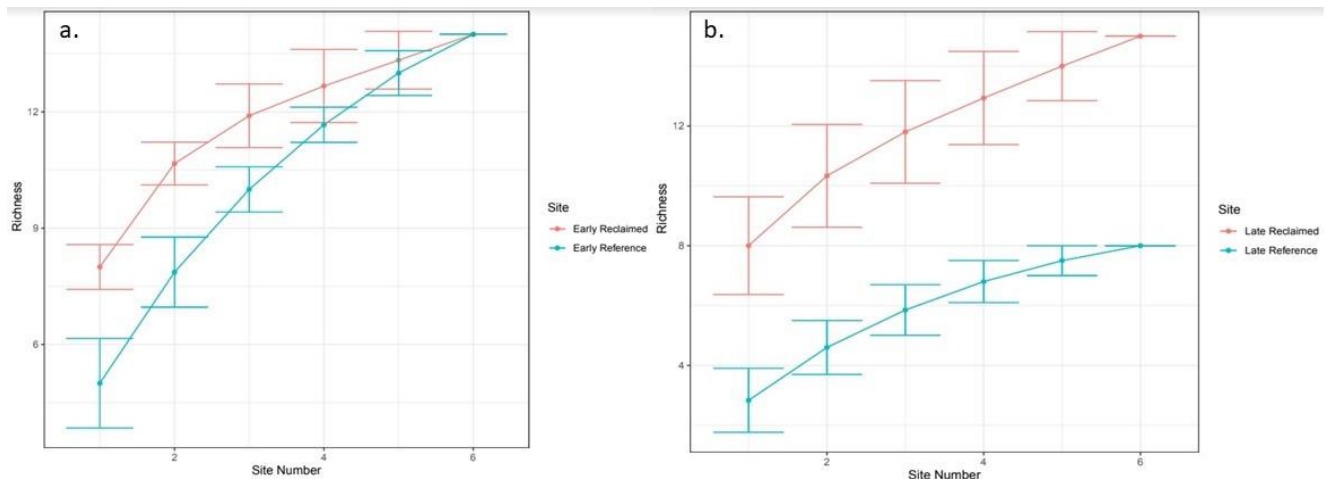 a.
Richness
12
9
6
2
4
6
Site Number
Site
Early Reclaimed
Early Reference
b.
Richness
12
8
4
2
4
6
Site Number
Site
Late Reclaimed
Late Reference